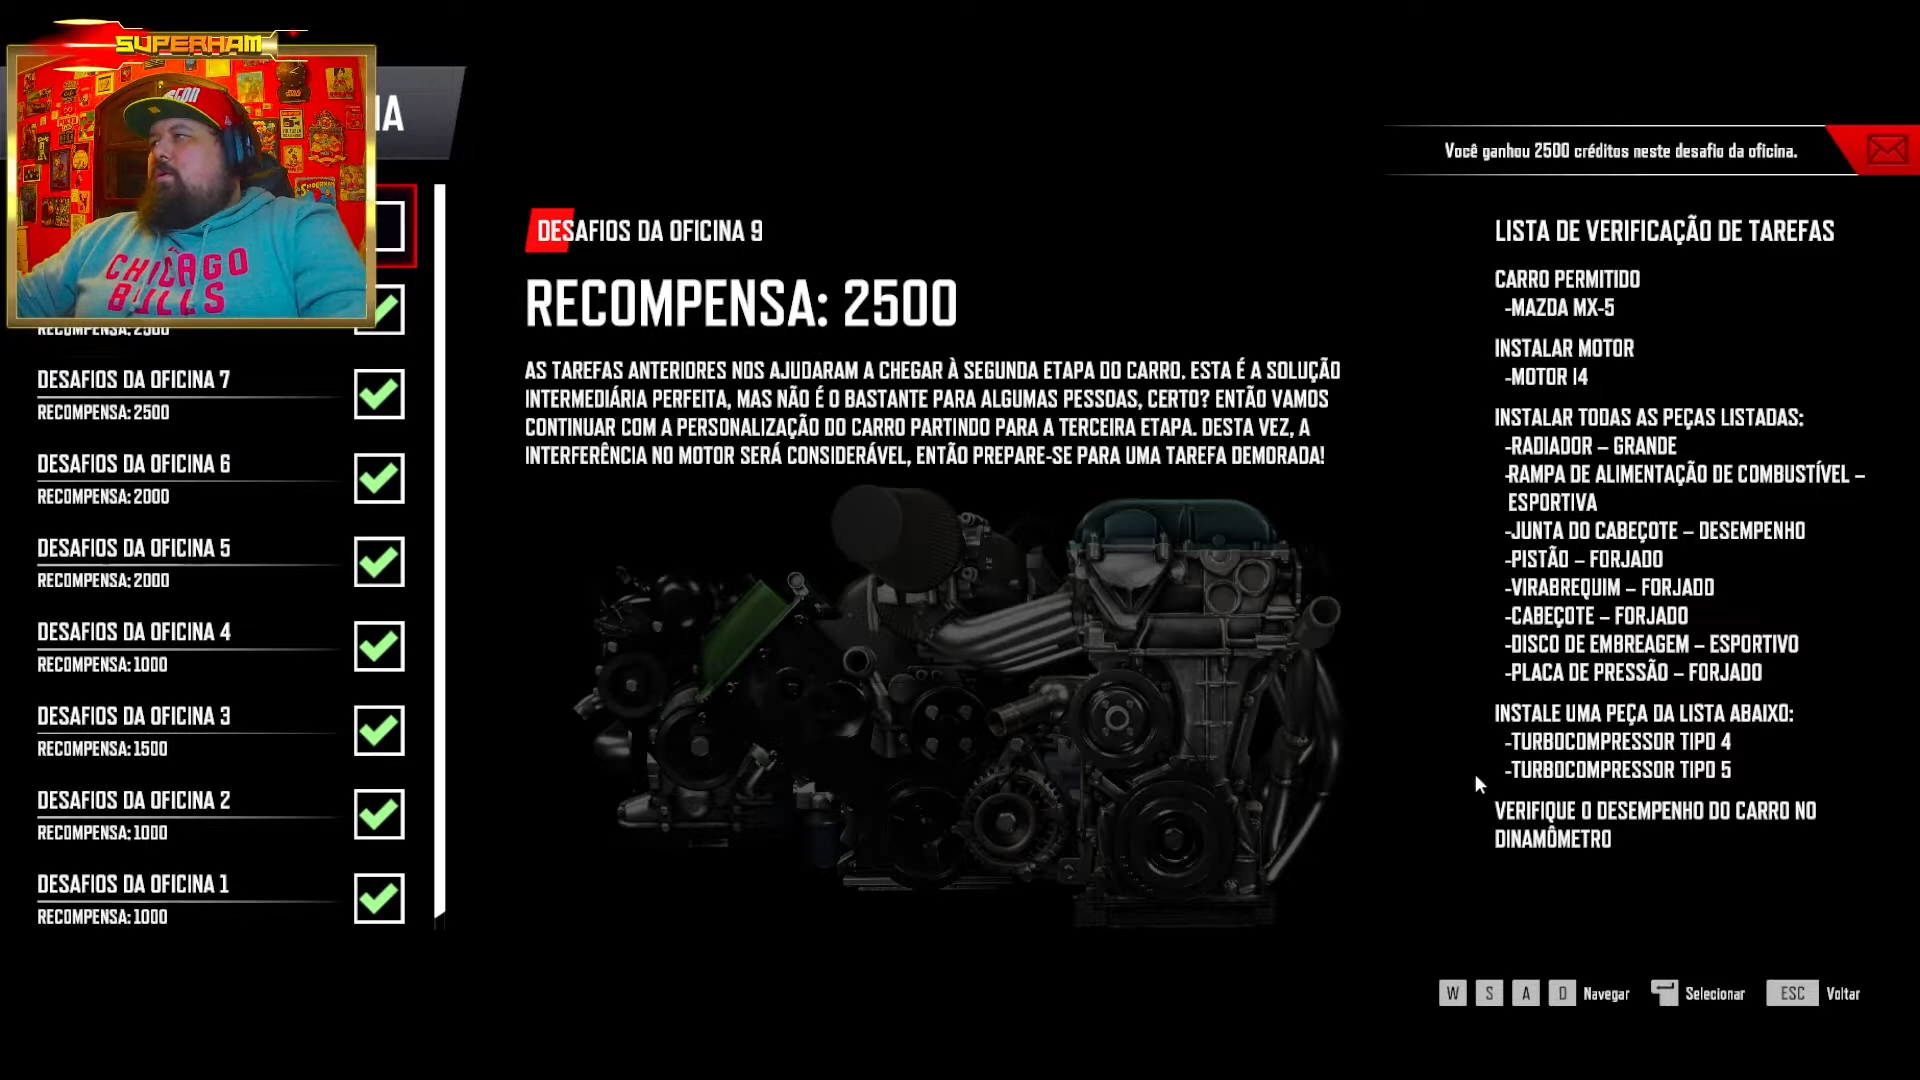 SUPERHAM
ICON
CHICAGO
BULLS
IA
Você ganhou 2500 créditos neste desafio da oficina.
RECOMPENSA: 2500
DESAFIOS DA OFICINA 7
RECOMPENSA: 2500
DESAFIOS DA OFICINA 6
RECOMPENSA: 2000
DESAFIOS DA OFICINA 5
RECOMPENSA: 2000
DESAFIOS DA OFICINA 4
RECOMPENSA: 1000
DESAFIOS DA OFICINA 3
RECOMPENSA: 1500
DESAFIOS DA OFICINA 2
RECOMPENSA: 1000
DESAFIOS DA OFICINA 1
RECOMPENSA: 1000
DESAFIOS DA OFICINA 9
RECOMPENSA: 2500
AS TAREFAS ANTERIORES NOS AJUDARAM A CHEGAR À SEGUNDA ETAPA DO CARRO. ESTA É A SOLUÇÃO
INTERMEDIÁRIA PERFEITA, MAS NÃO É O BASTANTE PARA ALGUMAS PESSOAS, CERTO? ENTÃO VAMOS
CONTINUAR COM A PERSONALIZAÇÃO DO CARRO PARTINDO PARA A TERCEIRA ETAPA. DESTA VEZ, A
INTERFERÊNCIA NO MOTOR SERÁ CONSIDERÁVEL, ENTÃO PREPARE-SE PARA UMA TAREFA DEMORADA!
LISTA DE VERIFICAÇÃO DE TAREFAS
CARRO PERMITIDO
-MAZDA MX-5
INSTALAR MOTOR
-MOTOR I4
INSTALAR TODAS AS PEÇAS LISTADAS:
-RADIADOR – GRANDE
-RAMPA DE ALIMENTAÇÃO DE COMBUSTÍVEL –
ESPORTIVA
-JUNTA DO CABEÇOTE – DESEMPENHO
-PISTÃO – FORJADO
-VIRABREQUIM – FORJADO
-CABEÇOTE – FORJADO
-DISCO DE EMBREAGEM – ESPORTIVO
-PLACA DE PRESSÃO – FORJADO
INSTALE UMA PEÇA DA LISTA ABAIXO:
-TURBOCOMPRESSOR TIPO 4
-TURBOCOMPRESSOR TIPO 5
VERIFIQUE O DESEMPENHO DO CARRO NO
DINAMÔMETRO
W S A D Navegar Selecionar ESC Voltar